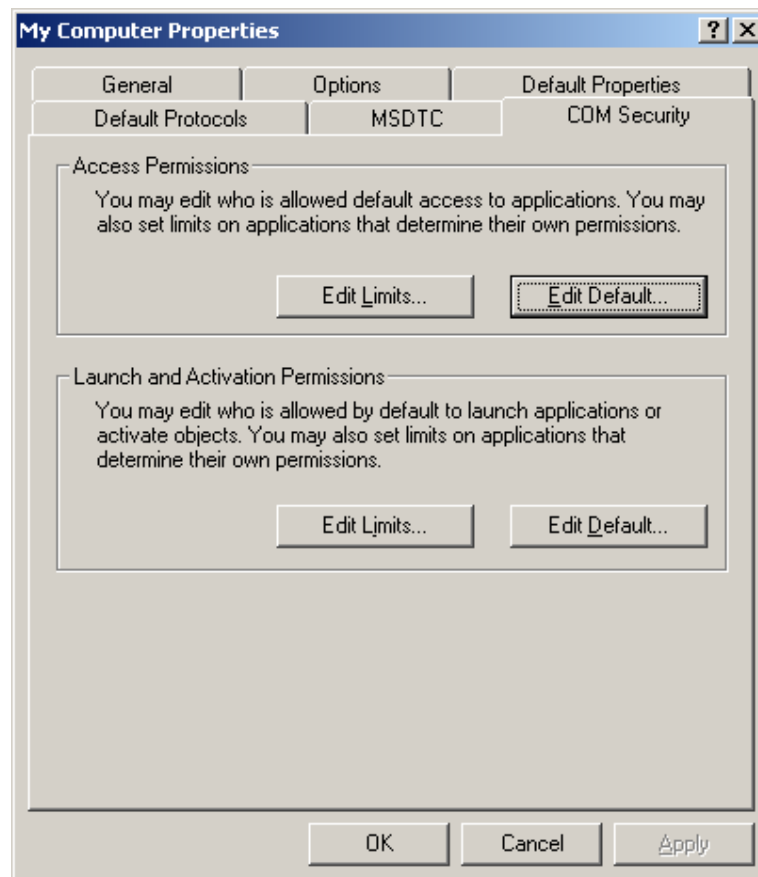 My Computer Properties
General Options Default Properties
Default Protocols MSDTC COM Security
Access Permissions
You may edit who is allowed default access to applications. You may
also set limits on applications that determine their own permissions.
Edit Limits... Edit Default...
Launch and Activation Permissions
You may edit who is allowed by default to launch applications or
activate objects. You may also set limits on applications that
determine their own permissions.
Edit Limits... Edit Default...
OK Cancel Apply